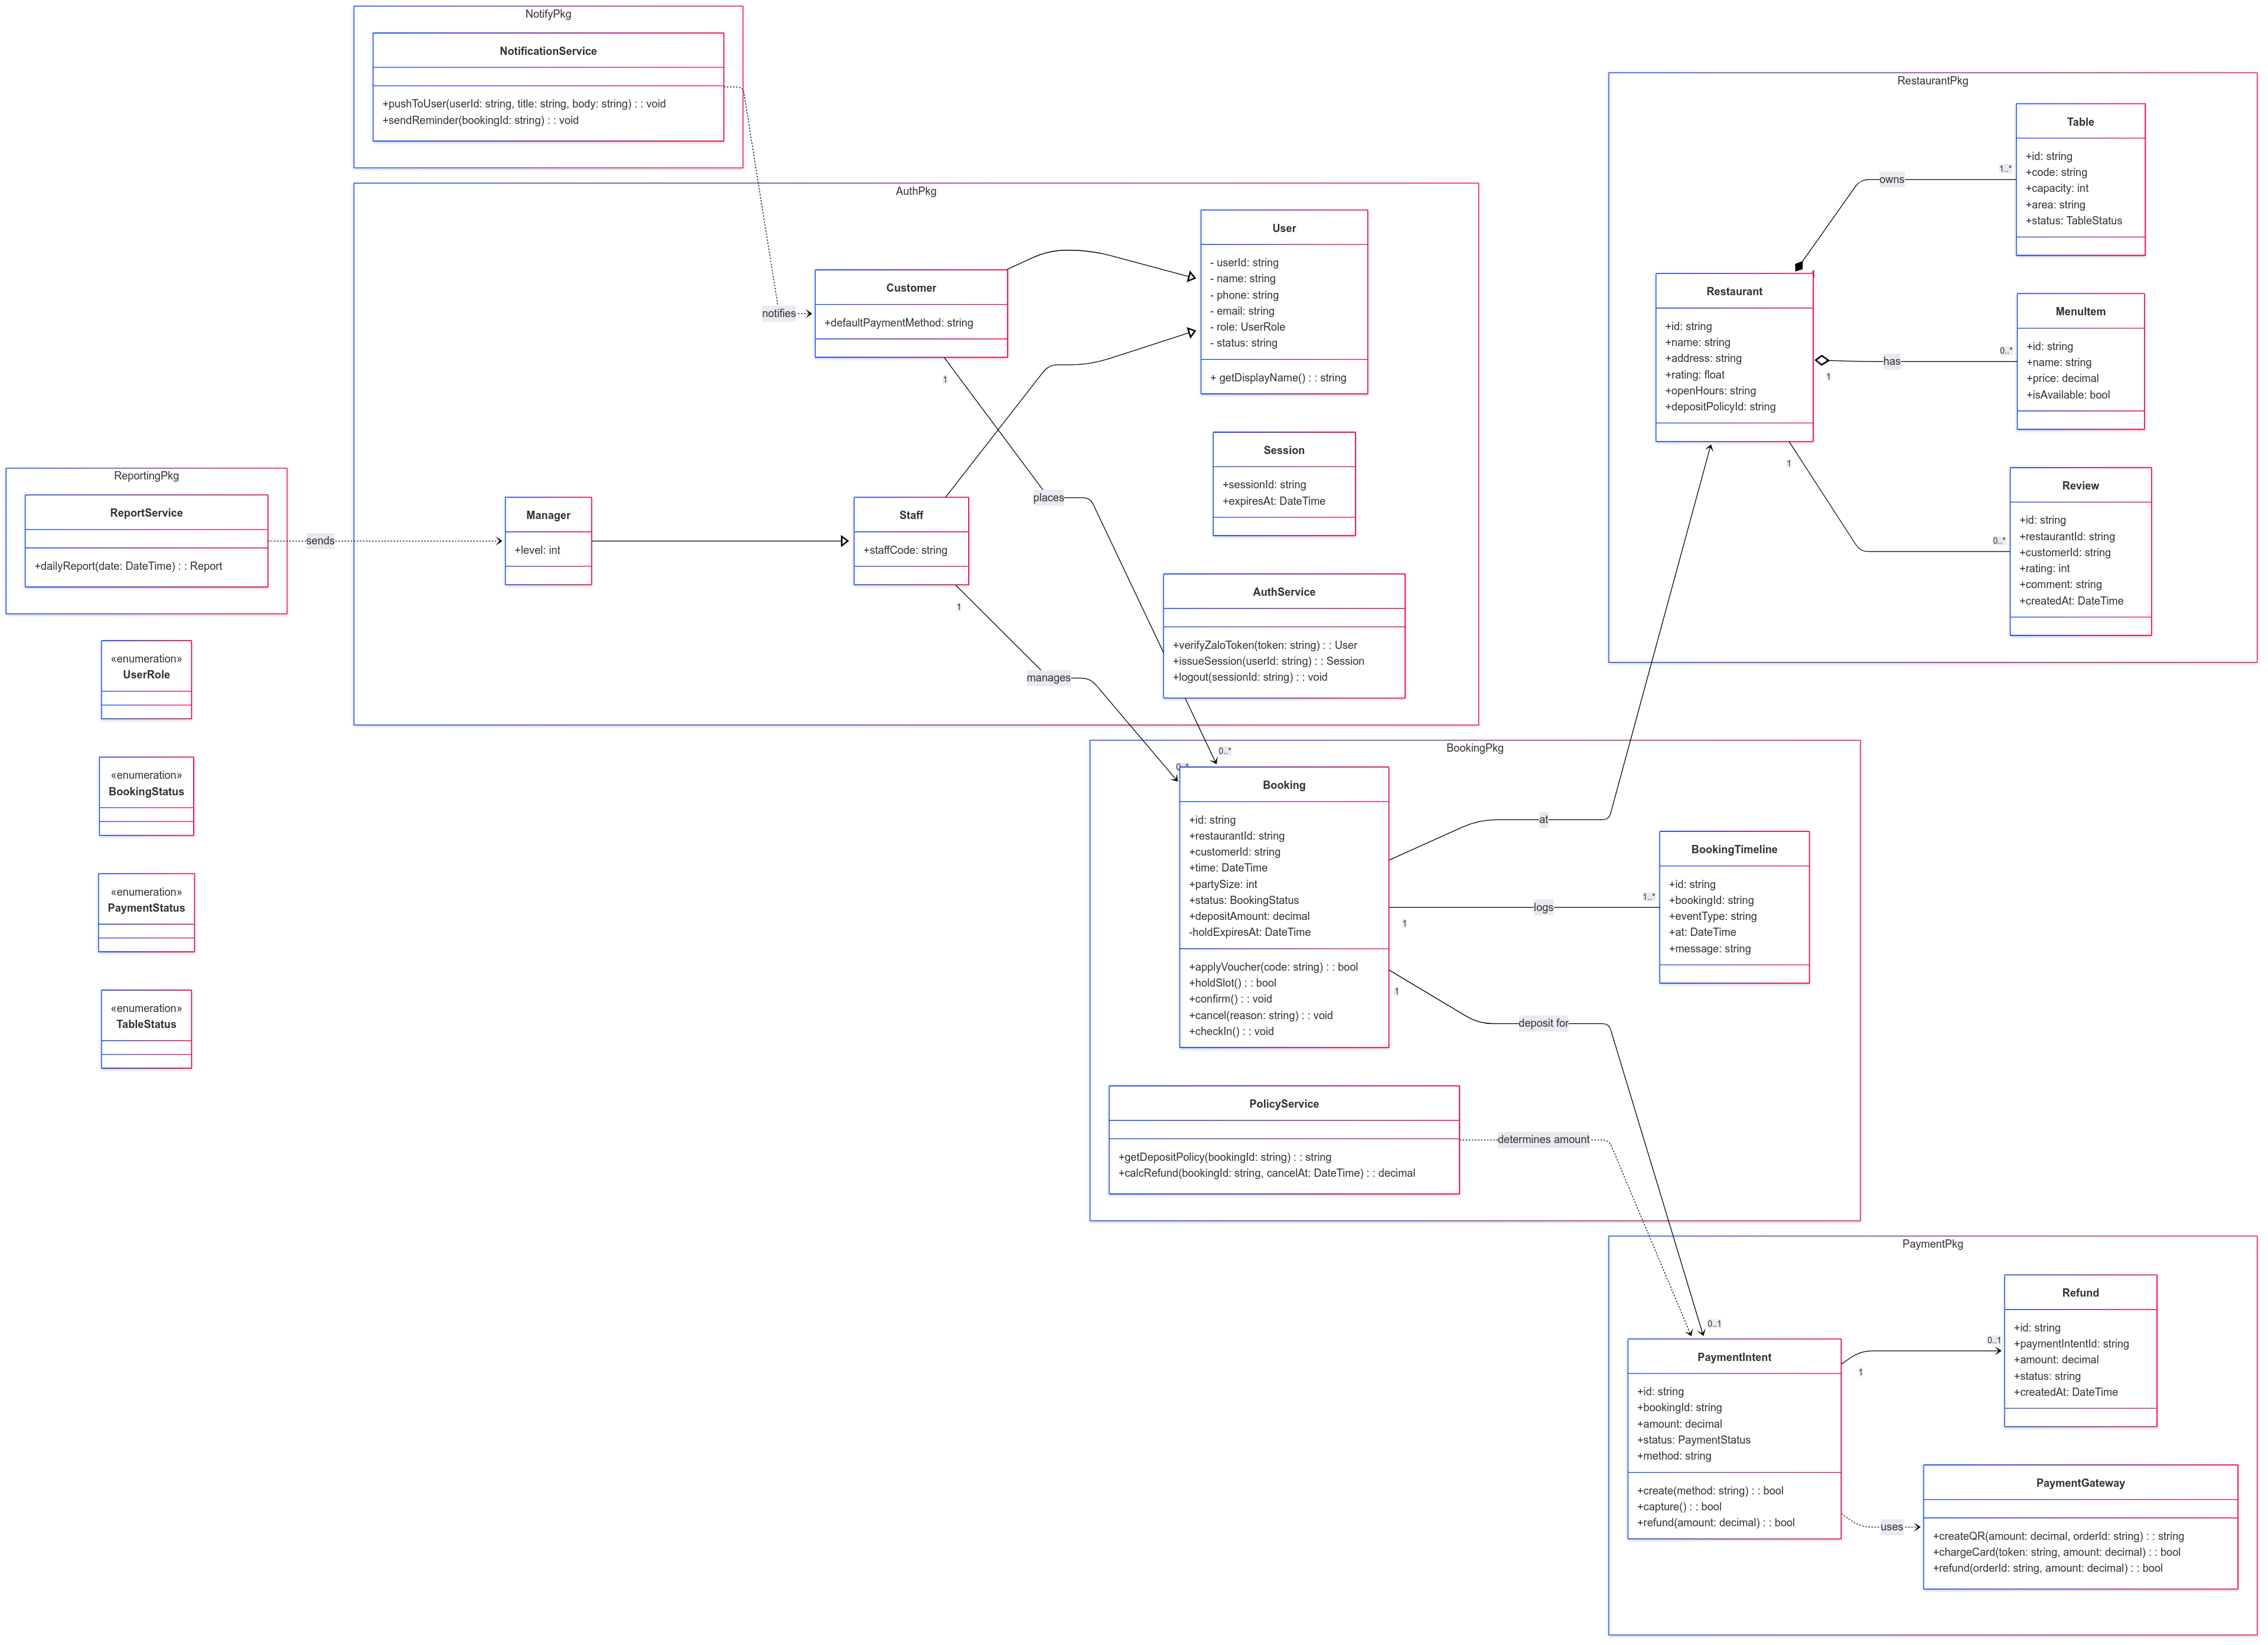 NotifyPkg
NotificationService
+pushToUser(userId: string, title: string, body: string) : : void
+sendReminder(bookingId: string) : : void
notifies
AuthPkg
Customer
+defaultPaymentMethod: string
1
places
0..*
User
- userId: string
- name: string
- phone: string
- email: string
- role: UserRole
- status: string
+ getDisplayName() : : string
Session
+sessionId: string
+expiresAt: DateTime
Manager
+level: int
Staff
+staffCode: string
1
manages
0..*
AuthService
+verifyZaloToken(token: string) : : User
+issueSession(userId: string) : : Session
+logout(sessionId: string) : : void
ReportingPkg
ReportService
+dailyReport(date: DateTime) : : Report
sends
«enumeration»
UserRole
«enumeration»
BookingStatus
«enumeration»
PaymentStatus
«enumeration»
TableStatus
RestaurantPkg
Restaurant
+id: string
+name: string
+address: string
+rating: float
+openHours: string
+depositPolicyId: string
1
owns
1..*
Table
+id: string
+code: string
+capacity: int
+area: string
+status: TableStatus
1
has
0..*
MenuItem
+id: string
+name: string
+price: decimal
+isAvailable: bool
1
0..*
Review
+id: string
+restaurantId: string
+customerId: string
+rating: int
+comment: string
+createdAt: DateTime
BookingPkg
Booking
+id: string
+restaurantId: string
+customerId: string
+time: DateTime
+partySize: int
+status: BookingStatus
+depositAmount: decimal
-holdExpiresAt: DateTime
+applyVoucher(code: string) : : bool
+holdSlot() : : bool
+confirm() : : void
+cancel(reason: string) : : void
+checkIn() : : void
at
1
logs
1..*
BookingTimeline
+id: string
+bookingId: string
+eventType: string
+at: DateTime
+message: string
1
deposit for
0..1
PolicyService
+getDepositPolicy(bookingId: string) : : string
+calcRefund(bookingId: string, cancelAt: DateTime) : : decimal
determines amount
PaymentPkg
PaymentIntent
+id: string
+bookingId: string
+amount: decimal
+status: PaymentStatus
+method: string
+create(method: string) : : bool
+capture() : : bool
+refund(amount: decimal) : : bool
1
0..1
Refund
+id: string
+paymentIntentId: string
+amount: decimal
+status: string
+createdAt: DateTime
uses
PaymentGateway
+createQR(amount: decimal, orderId: string) : : string
+chargeCard(token: string, amount: decimal) : : bool
+refund(orderId: string, amount: decimal) : : bool